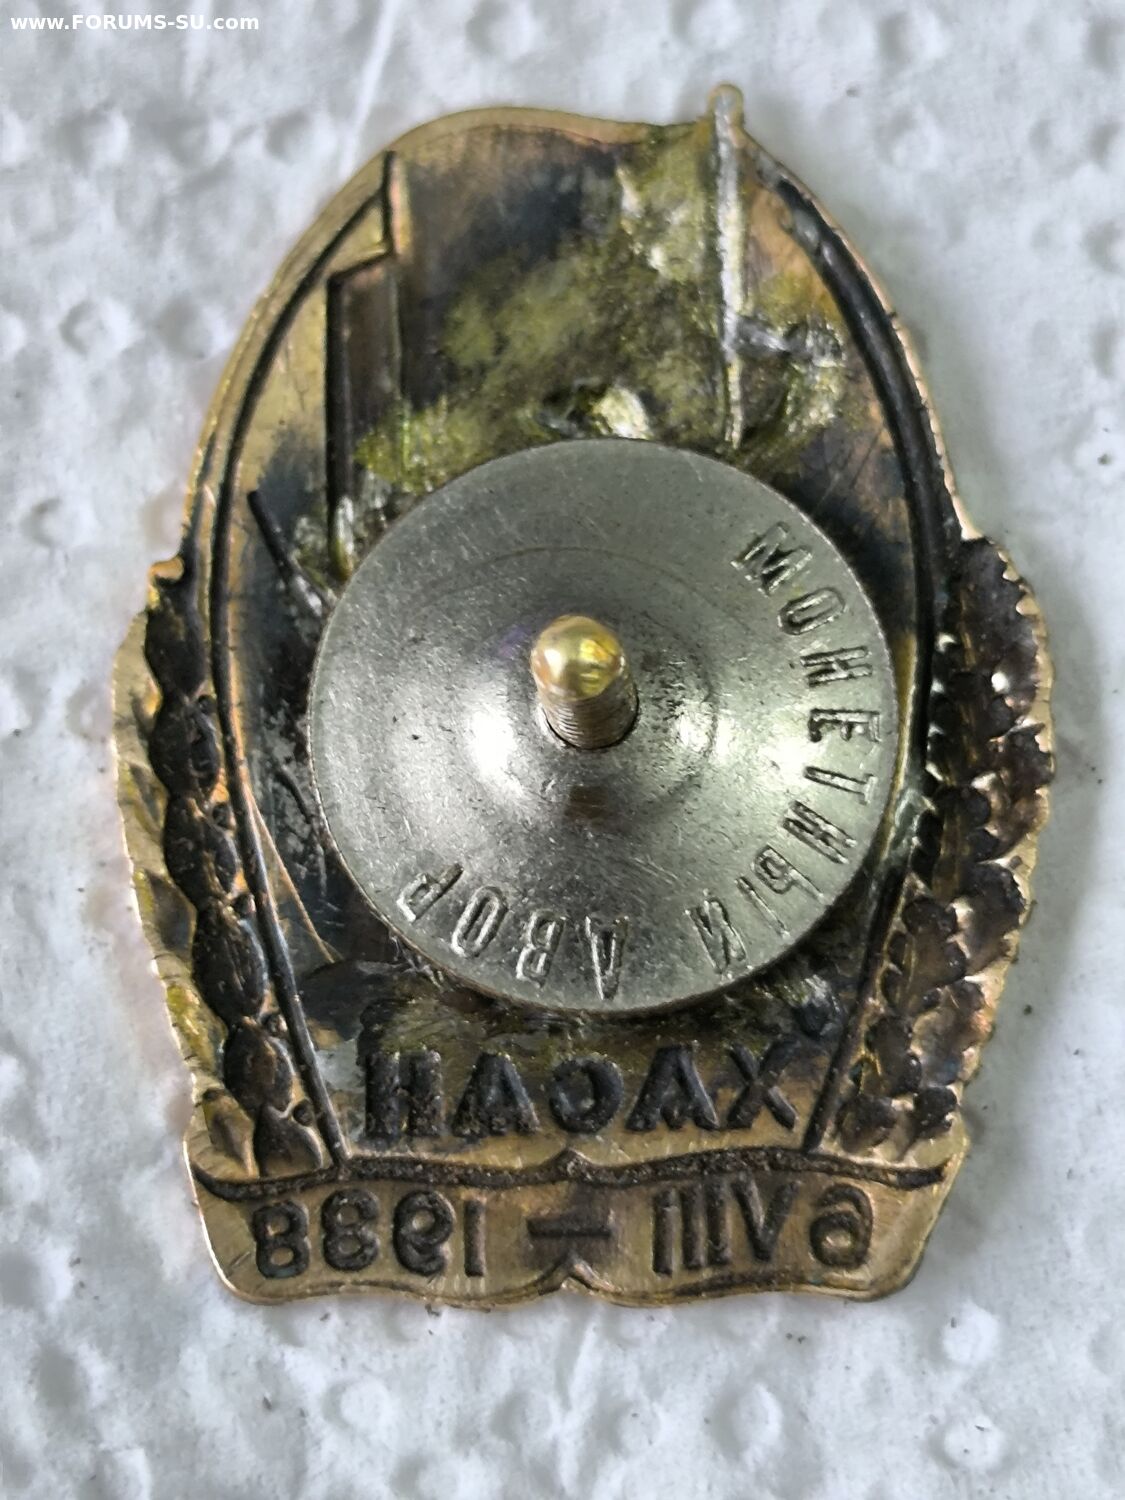 www.FORUMS-SU.com
МОНЕТНЫЙ ДВОР
ХАСАН
6 VIII – 1938